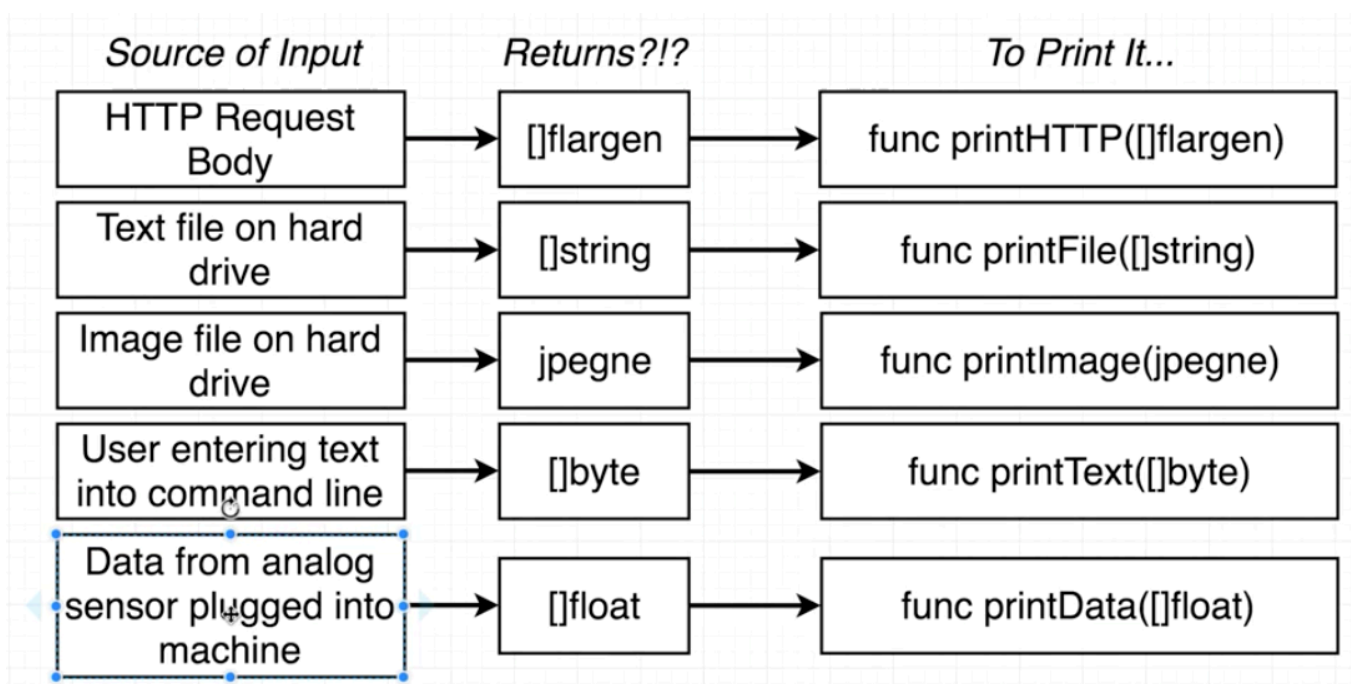 Source of Input
Returns?!?
To Print It...
HTTP Request
Body
[]flargen
func printHTTP([]flargen)
Text file on hard
drive
[]string
func printFile([]string)
Image file on hard
drive
jpegne
func printImage(jpegne)
User entering text
into command line
[]byte
func printText([]byte)
Data from analog
sensor plugged into
machine
[]float
func printData([]float)